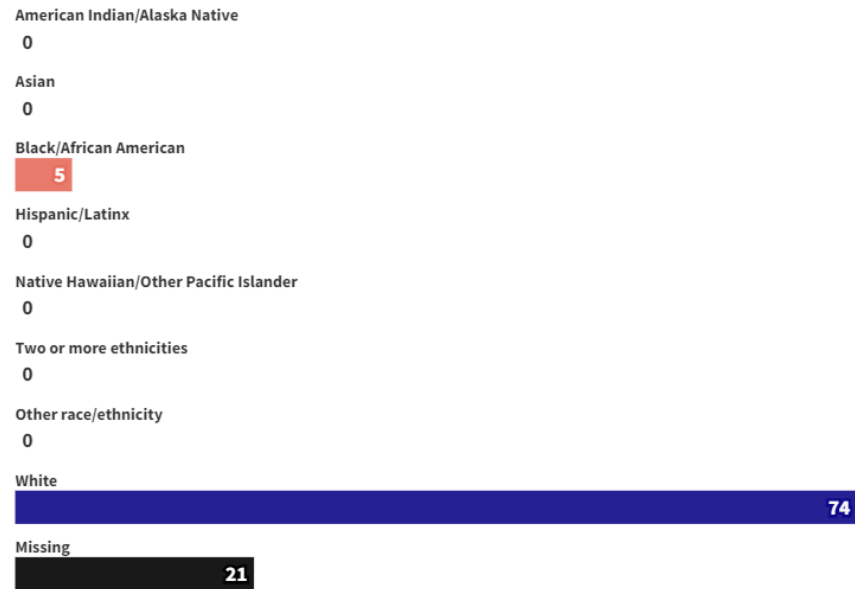 American Indian/Alaska Native
0
Asian
0
Black/African American
5
Hispanic/Latinx
0
Native Hawaiian/Other Pacific Islander
0
Two or more ethnicities
0
Other race/ethnicity
0
White
74
Missing
21